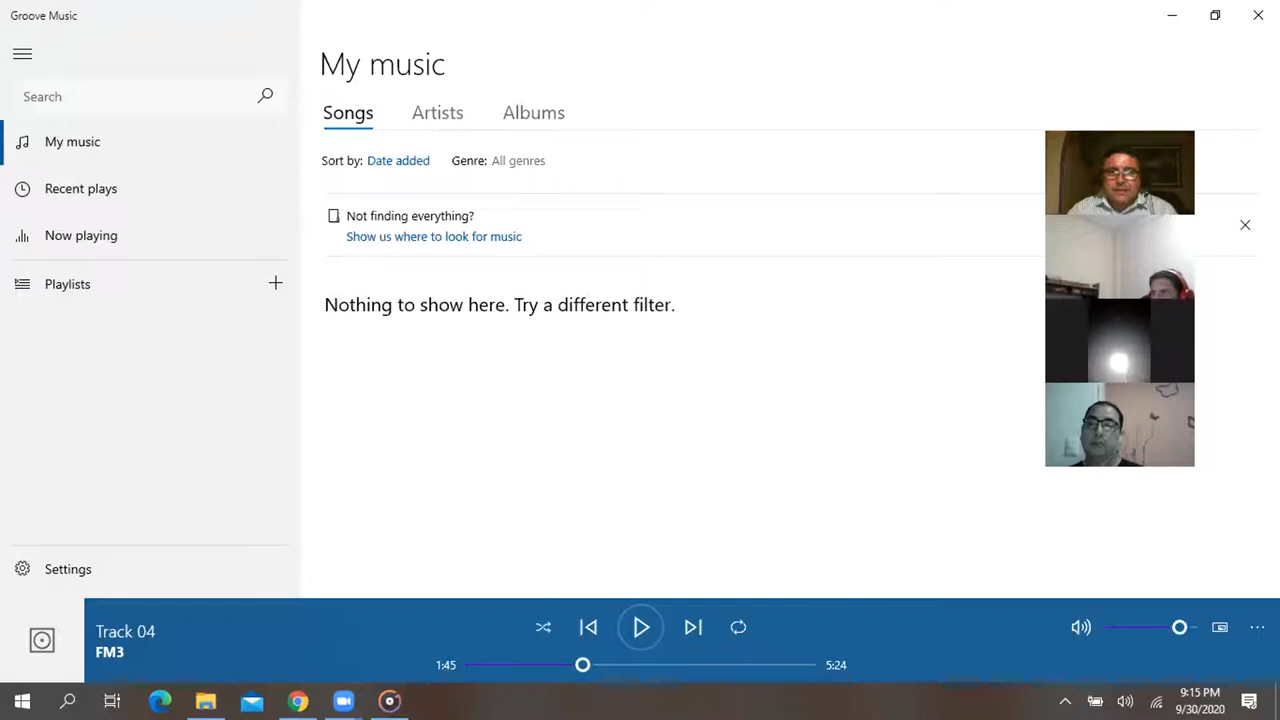 Groove Music
Search
My music
Recent plays
Now playing
Playlists
Settings
My music
Songs Artists Albums
Sort by: Date added Genre: All genres
Not finding everything?
Show us where to look for music
Nothing to show here. Try a different filter.
Track 04
FM3
1:45 5:24
9:15 PM
9/30/2020